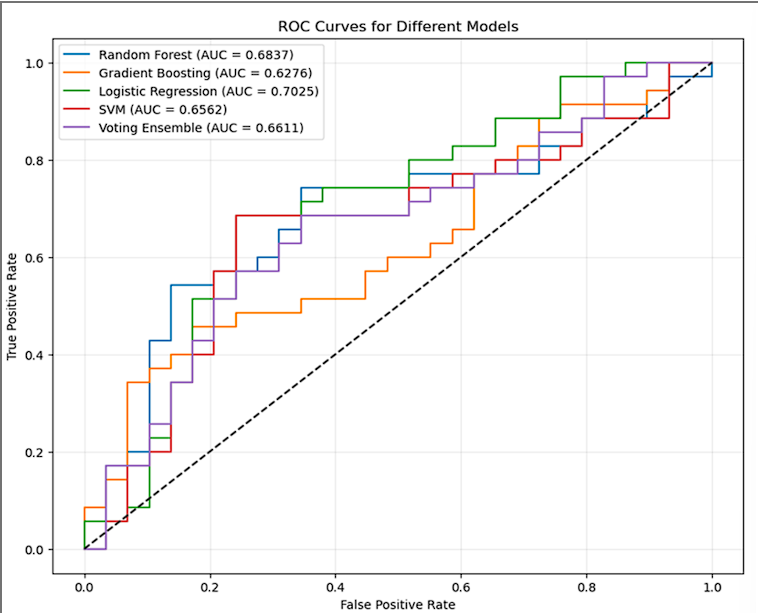 ROC Curves for Different Models
Random Forest (AUC = 0.6837)
Gradient Boosting (AUC = 0.6276)
Logistic Regression (AUC = 0.7025)
SVM (AUC = 0.6562)
Voting Ensemble (AUC = 0.6611)
True Positive Rate
1.0
0.8
0.6
0.4
0.2
0.0
0.0 0.2 0.4 0.6 0.8 1.0
False Positive Rate